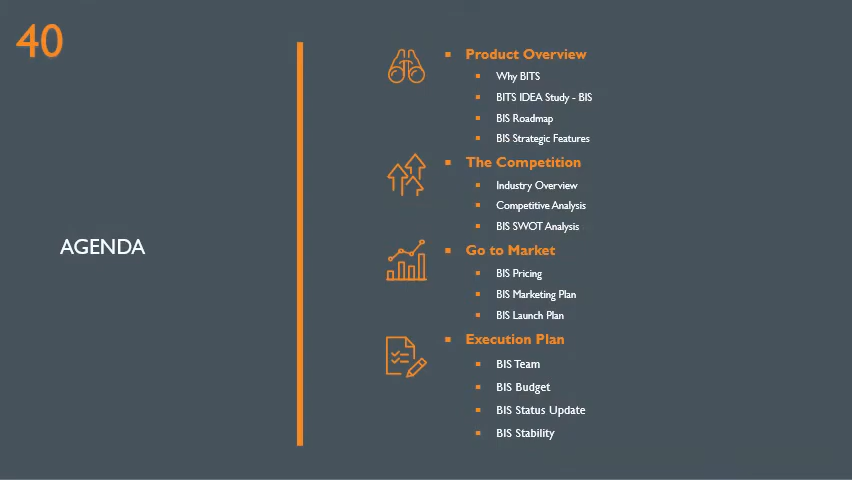 40
AGENDA
Product Overview
Why BITS
BITS IDEA Study - BIS
BIS Roadmap
BIS Strategic Features
The Competition
Industry Overview
Competitive Analysis
BIS SWOT Analysis
Go to Market
BIS Pricing
BIS Marketing Plan
BIS Launch Plan
Execution Plan
BIS Team
BIS Budget
BIS Status Update
BIS Stability